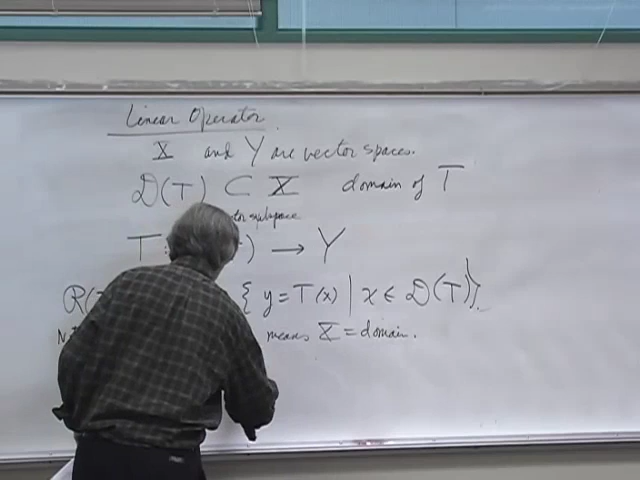 Linear Operator
X and Y are vector spaces.
D(T) ⊂ X domain of T
subspace
T : ) → Y
R( { y = T(x) | x ∈ D(T)}.
means X = domain.